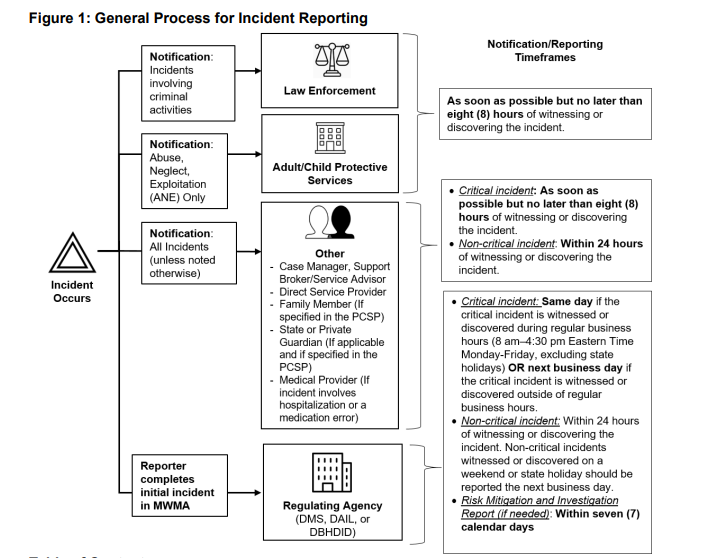 Figure 1: General Process for Incident Reporting
Notification/Reporting
Timeframes
Notification:
Incidents
involving
criminal
activities
Law Enforcement
As soon as possible but no later than
eight (8) hours of witnessing or
discovering the incident.
Notification:
Abuse,
Neglect,
Exploitation
(ANE) Only
Adult/Child Protective
Services
Notification:
All Incidents
(unless noted
otherwise)
Other
- Case Manager, Support
Broker/Service Advisor
- Direct Service Provider
- Family Member (If
specified in the PCSP)
- State or Private
Guardian (If applicable
and if specified in the
PCSP)
- Medical Provider (If
incident involves
hospitalization or a
medication error)
• Critical incident: As soon as
possible but no later than eight (8)
hours of witnessing or discovering
the incident.
• Non-critical incident: Within 24 hours
of witnessing or discovering the
incident.
Incident
Occurs
Reporter
completes
initial incident
in MWMA
Regulating Agency
(DMS, DAIL, or
DBHDID)
• Critical incident: Same day if the
critical incident is witnessed or
discovered during regular business
hours (8 am–4:30 pm Eastern Time
Monday-Friday, excluding state
holidays) OR next business day if
the critical incident is witnessed or
discovered outside of regular
business hours.
• Non-critical incident: Within 24 hours
of witnessing or discovering the
incident. Non-critical incidents
witnessed or discovered on a
weekend or state holiday should be
reported the next business day.
• Risk Mitigation and Investigation
Report (if needed): Within seven (7)
calendar days